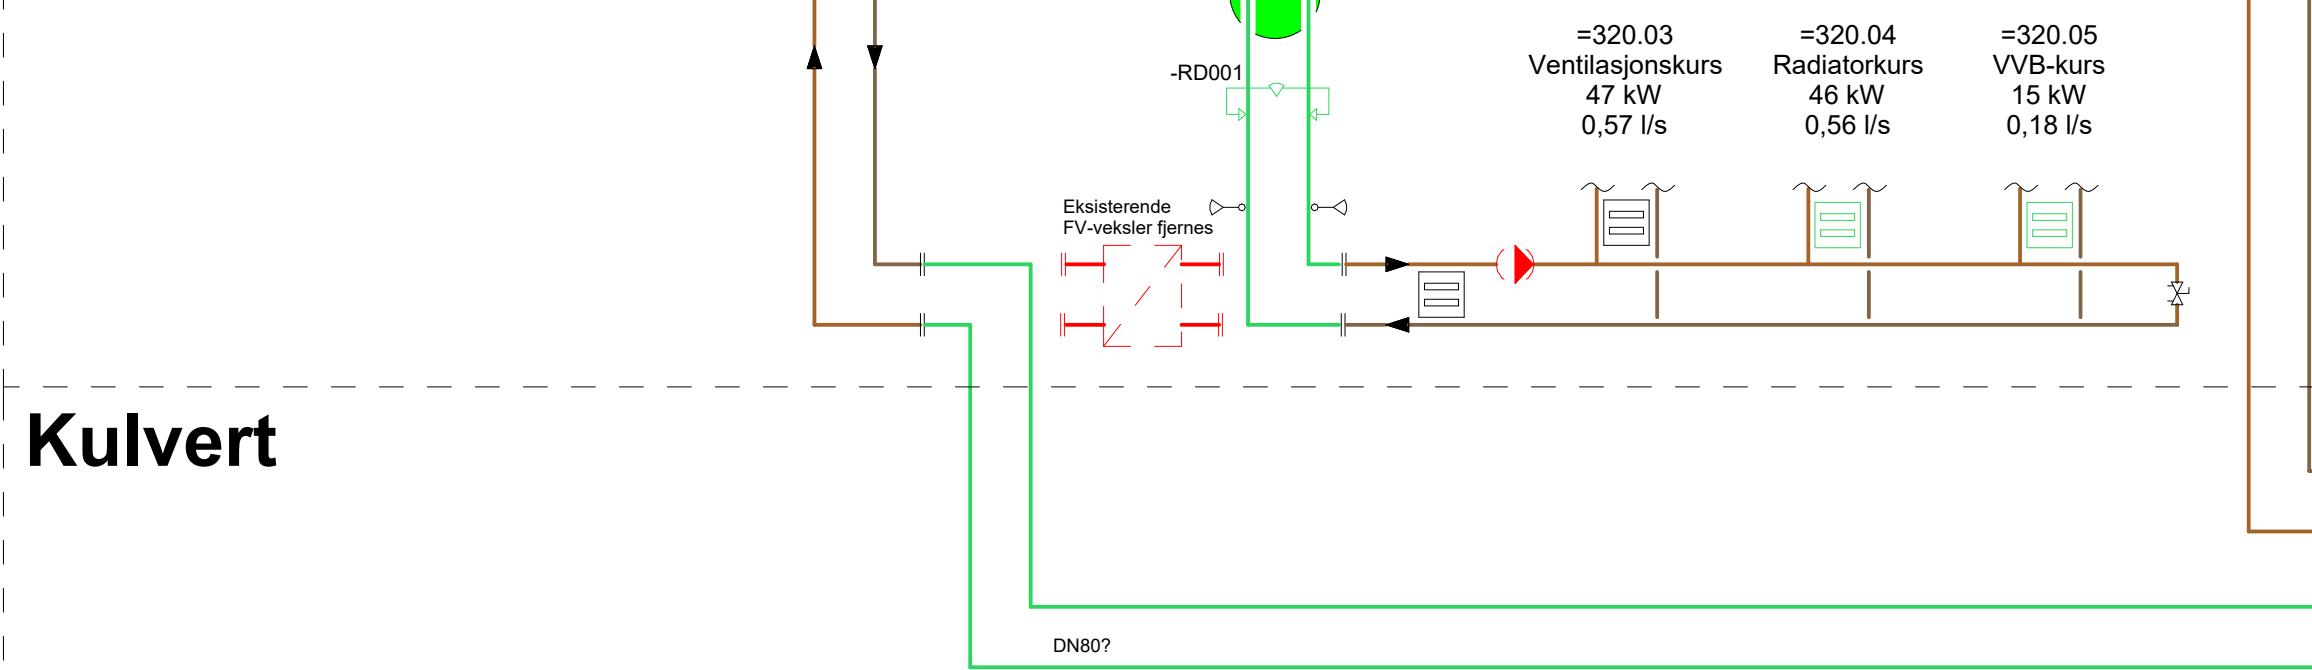 =320.03
Ventilasjonskurs
47 kW
0,57 l/s
=320.04
Radiatorkurs
46 kW
0,56 l/s
=320.05
VVB-kurs
15 kW
0,18 l/s
-RD001
Eksisterende
FV-veksler fjernes
Kulvert
DN80?